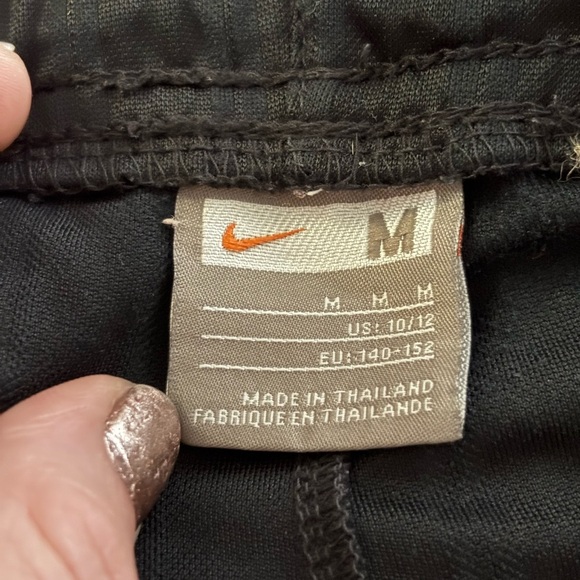 M
M M M
US: 10/12
EU: 140-152
MADE IN THAILAND
FABRIQUE EN THAILANDE